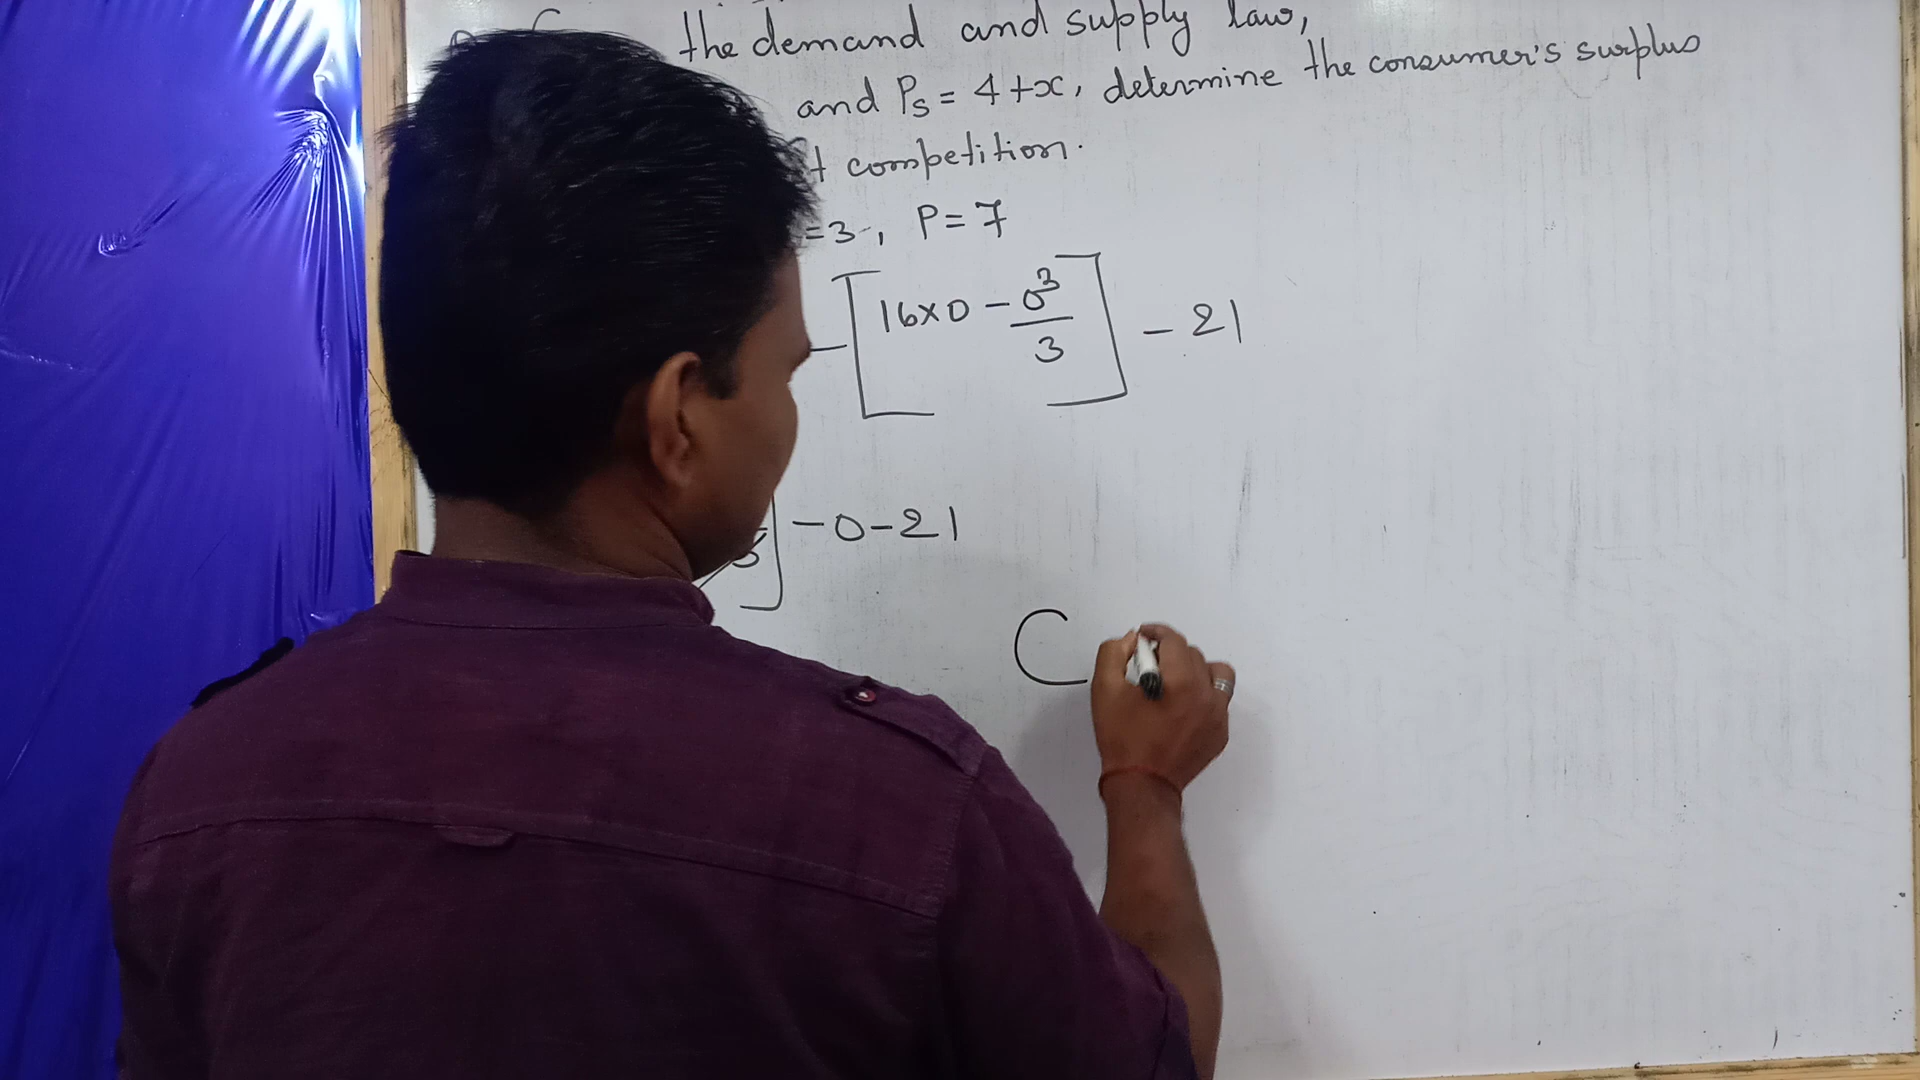 the demand and supply law,
and Ps = 4+x, determine the consumer's surplus
competition.
=3, P=7
-[16×0 - 0³/3] - 21
3] -0-21
C